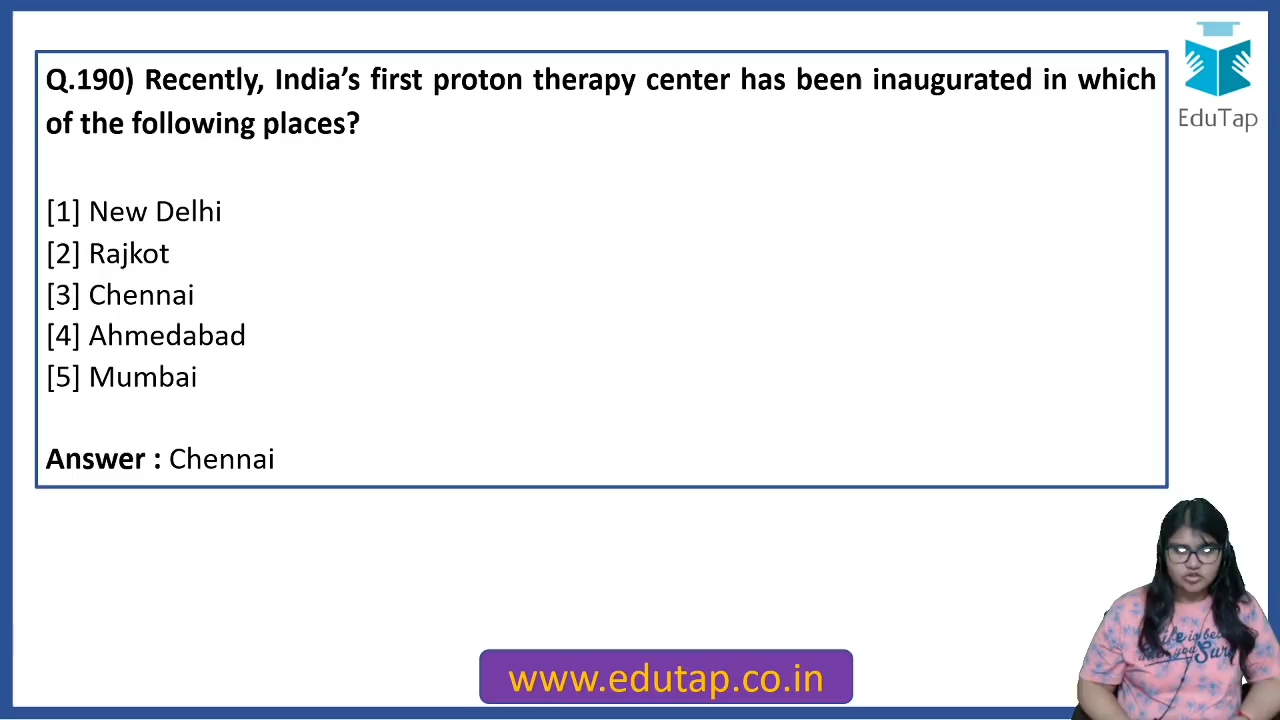 Q.190) Recently, India’s first proton therapy center has been inaugurated in which
of the following places?
[1] New Delhi
[2] Rajkot
[3] Chennai
[4] Ahmedabad
[5] Mumbai
Answer : Chennai
EduTap
www.edutap.co.in